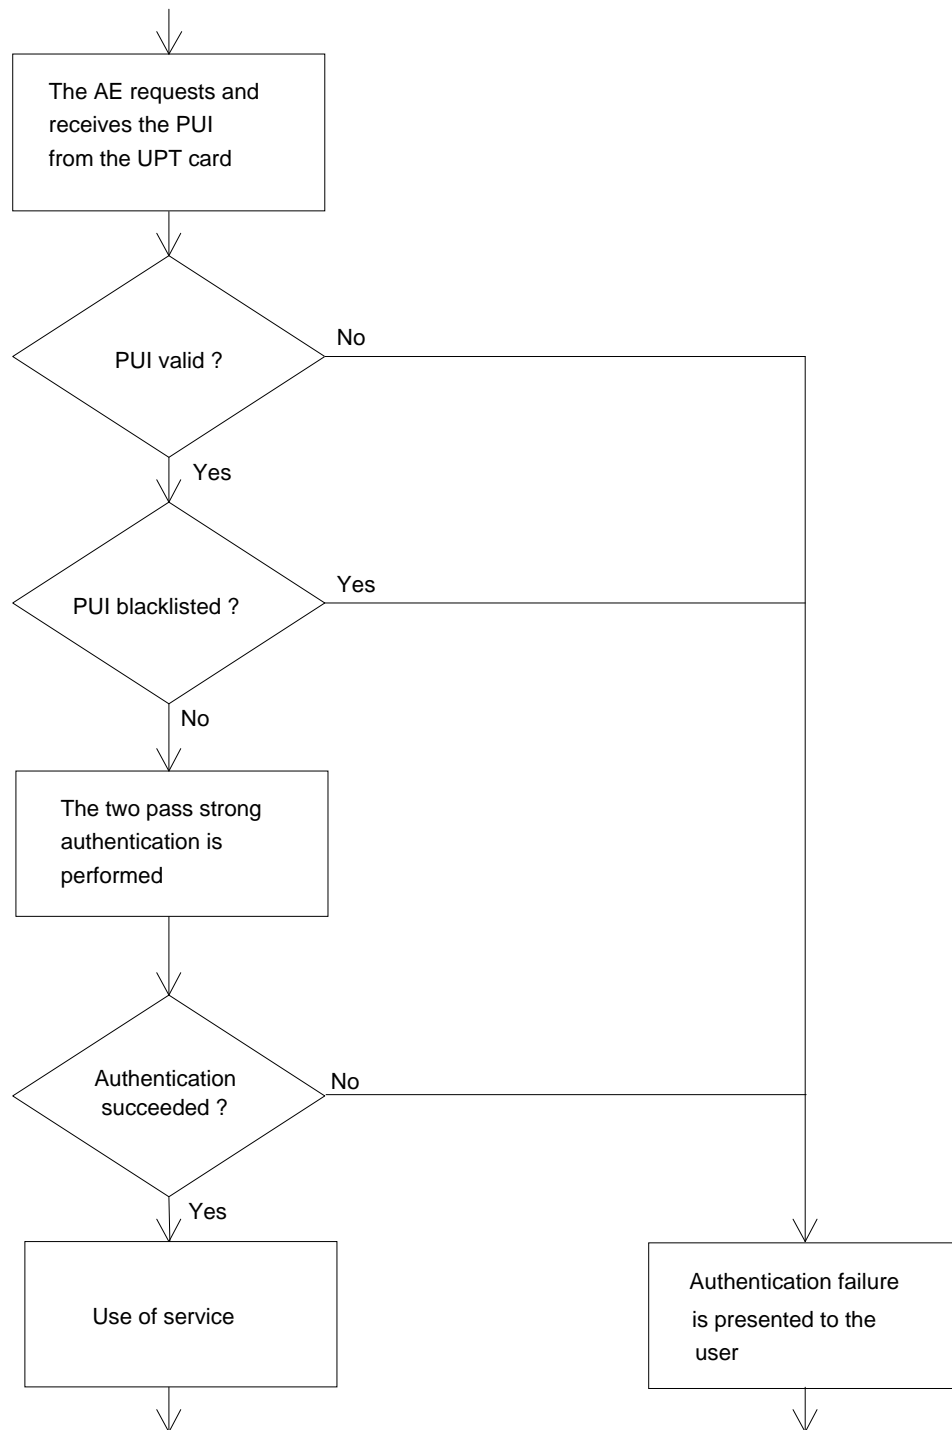 The AE requests and
receives the PUI
from the UPT card
PUI valid ?
No
Yes
PUI blacklisted ?
Yes
No
The two pass strong
authentication is
performed
Authentication
succeeded ?
No
Yes
Use of service
Authentication failure
is presented to the
user